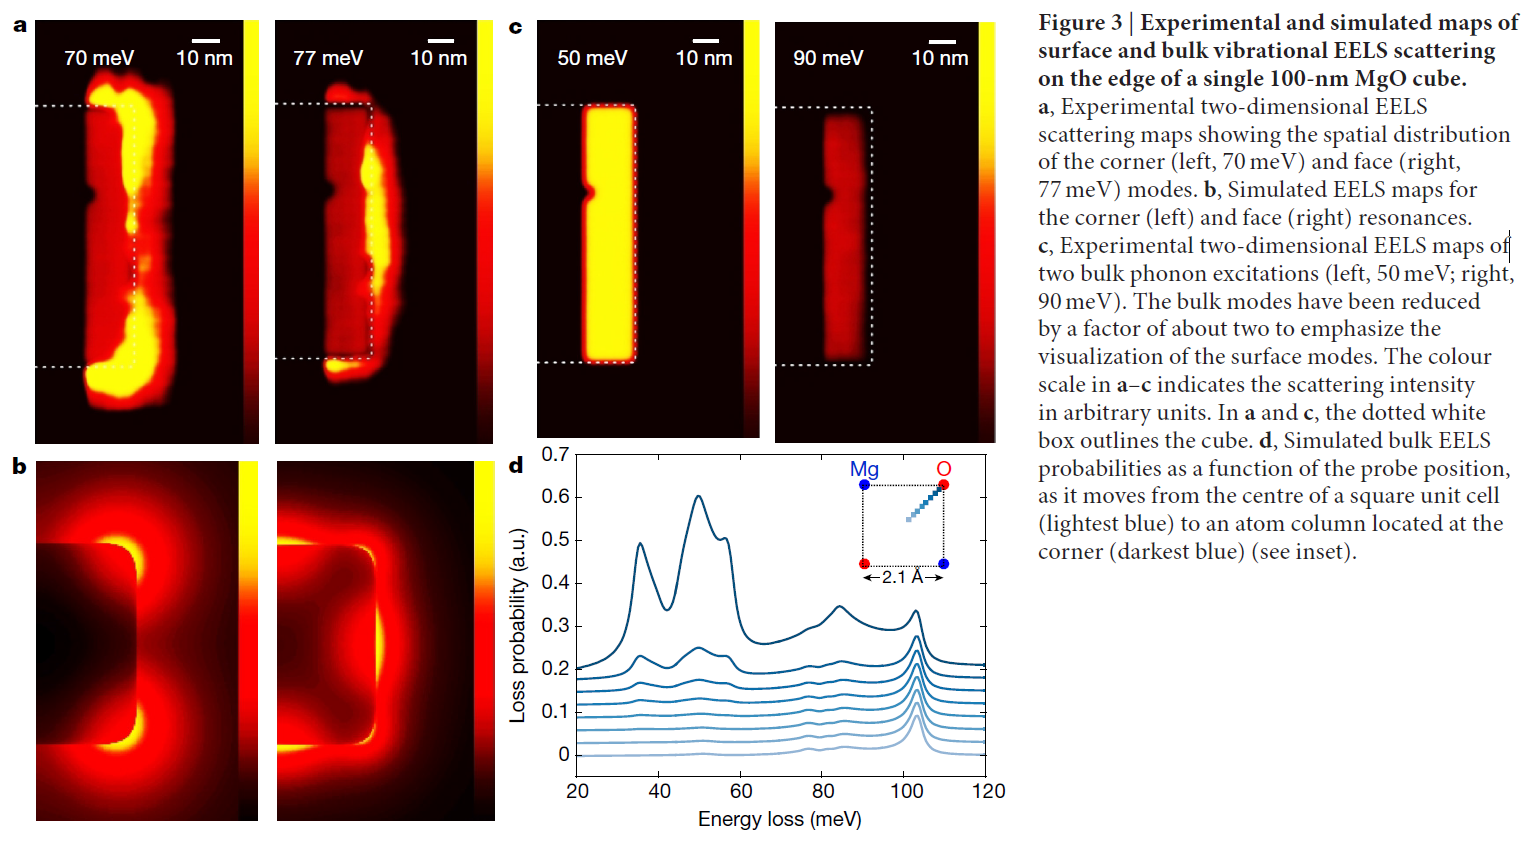 a
70 meV 10 nm
77 meV 10 nm
c
50 meV 10 nm
90 meV 10 nm
b
d
0.7
0.6
0.5
0.4
0.3
0.2
0.1
0
Loss probability (a.u.)
Mg O
2.1 Å
20 40 60 80 100 120
Energy loss (meV)
Figure 3 | Experimental and simulated maps of
surface and bulk vibrational EELS scattering
on the edge of a single 100-nm MgO cube.
a, Experimental two-dimensional EELS
scattering maps showing the spatial distribution
of the corner (left, 70 meV) and face (right,
77 meV) modes. b, Simulated EELS maps for
the corner (left) and face (right) resonances.
c, Experimental two-dimensional EELS maps of
two bulk phonon excitations (left, 50 meV; right,
90 meV). The bulk modes have been reduced
by a factor of about two to emphasize the
visualization of the surface modes. The colour
scale in a–c indicates the scattering intensity
in arbitrary units. In a and c, the dotted white
box outlines the cube. d, Simulated bulk EELS
probabilities as a function of the probe position,
as it moves from the centre of a square unit cell
(lightest blue) to an atom column located at the
corner (darkest blue) (see inset).